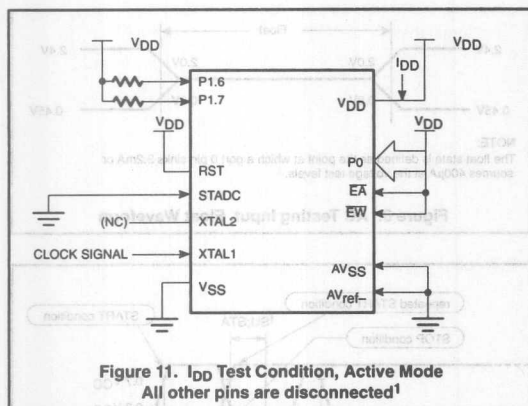 VDD
VDD
P1.6
P1.7
IDD
VDD
VDD
VDD
RST
P0
STADC
EA
(NC)
XTAL2
EW
CLOCK SIGNAL
XTAL1
AVSS
VSS
AVref–
Figure 11. IDD Test Condition, Active Mode
All other pins are disconnected1